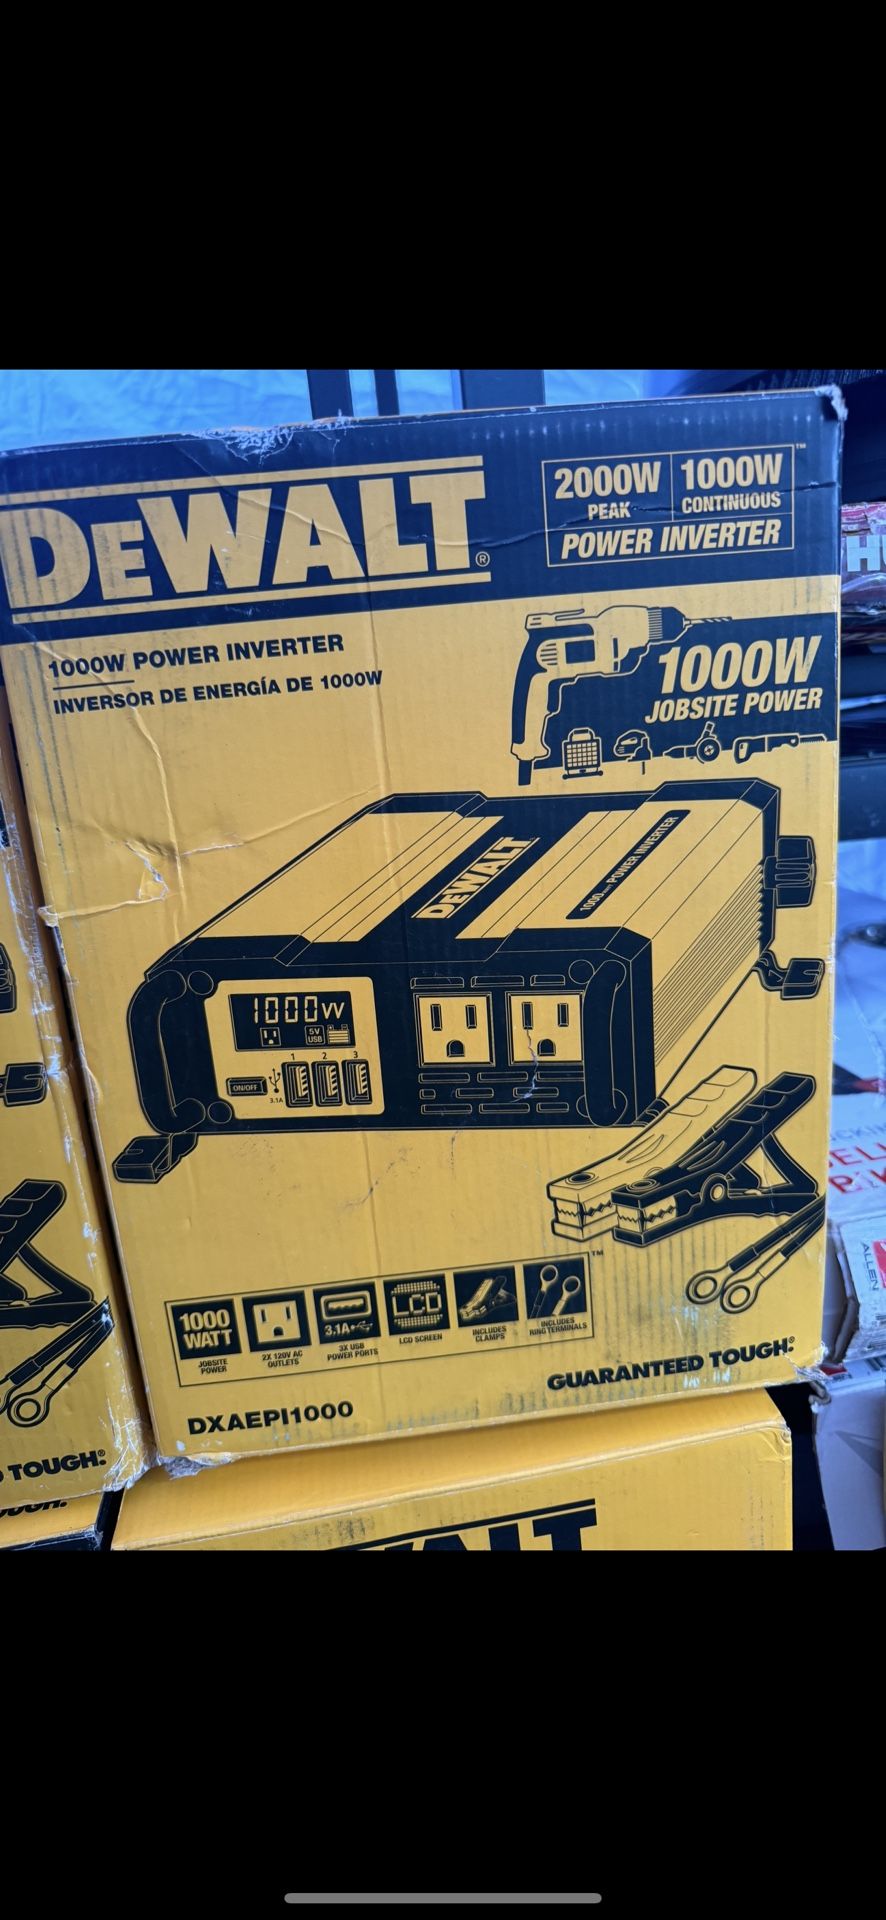 DEWALT®
2000W PEAK
1000W CONTINUOUS
POWER INVERTER
™
1000W POWER INVERTER
INVERSOR DE ENERGÍA DE 1000W
1000W
JOBSITE POWER
DEWALT
POWER INVERTER
1000W
5V USB
1 2 3
ON/OFF
3.1A
1000 WATT
JOBSITE POWER
2X 120V AC OUTLETS
3.1A
3X USB POWER PORTS
LCD
LCD SCREEN
INCLUDES CLAMPS
INCLUDES RING TERMINALS
™
GUARANTEED TOUGH®
DXAEPI1000
TOUGH®
ALLEN